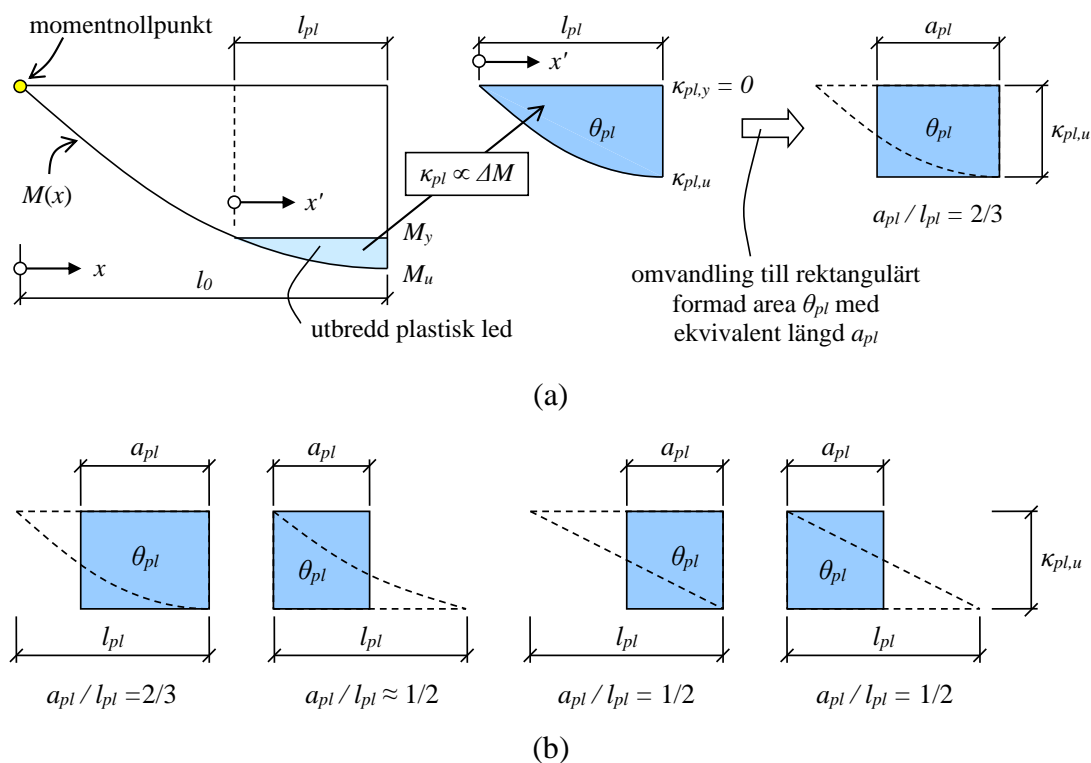 momentnollpunkt
l_pl
x′
M(x)
κ_pl ∝ ΔM
M_y
M_u
x
l_0
utbredd plastisk led
l_pl
x′
κ_pl,y = 0
θ_pl
κ_pl,u
a_pl
θ_pl
κ_pl,u
a_pl / l_pl = 2/3
omvandling till rektangulärt
formad area θ_pl med
ekvivalent längd a_pl
(a)
a_pl
a_pl
a_pl
a_pl
θ_pl
θ_pl
θ_pl
θ_pl
κ_pl,u
l_pl
l_pl
l_pl
l_pl
a_pl / l_pl =2/3
a_pl / l_pl ≈ 1/2
a_pl / l_pl = 1/2
a_pl / l_pl = 1/2
(b)